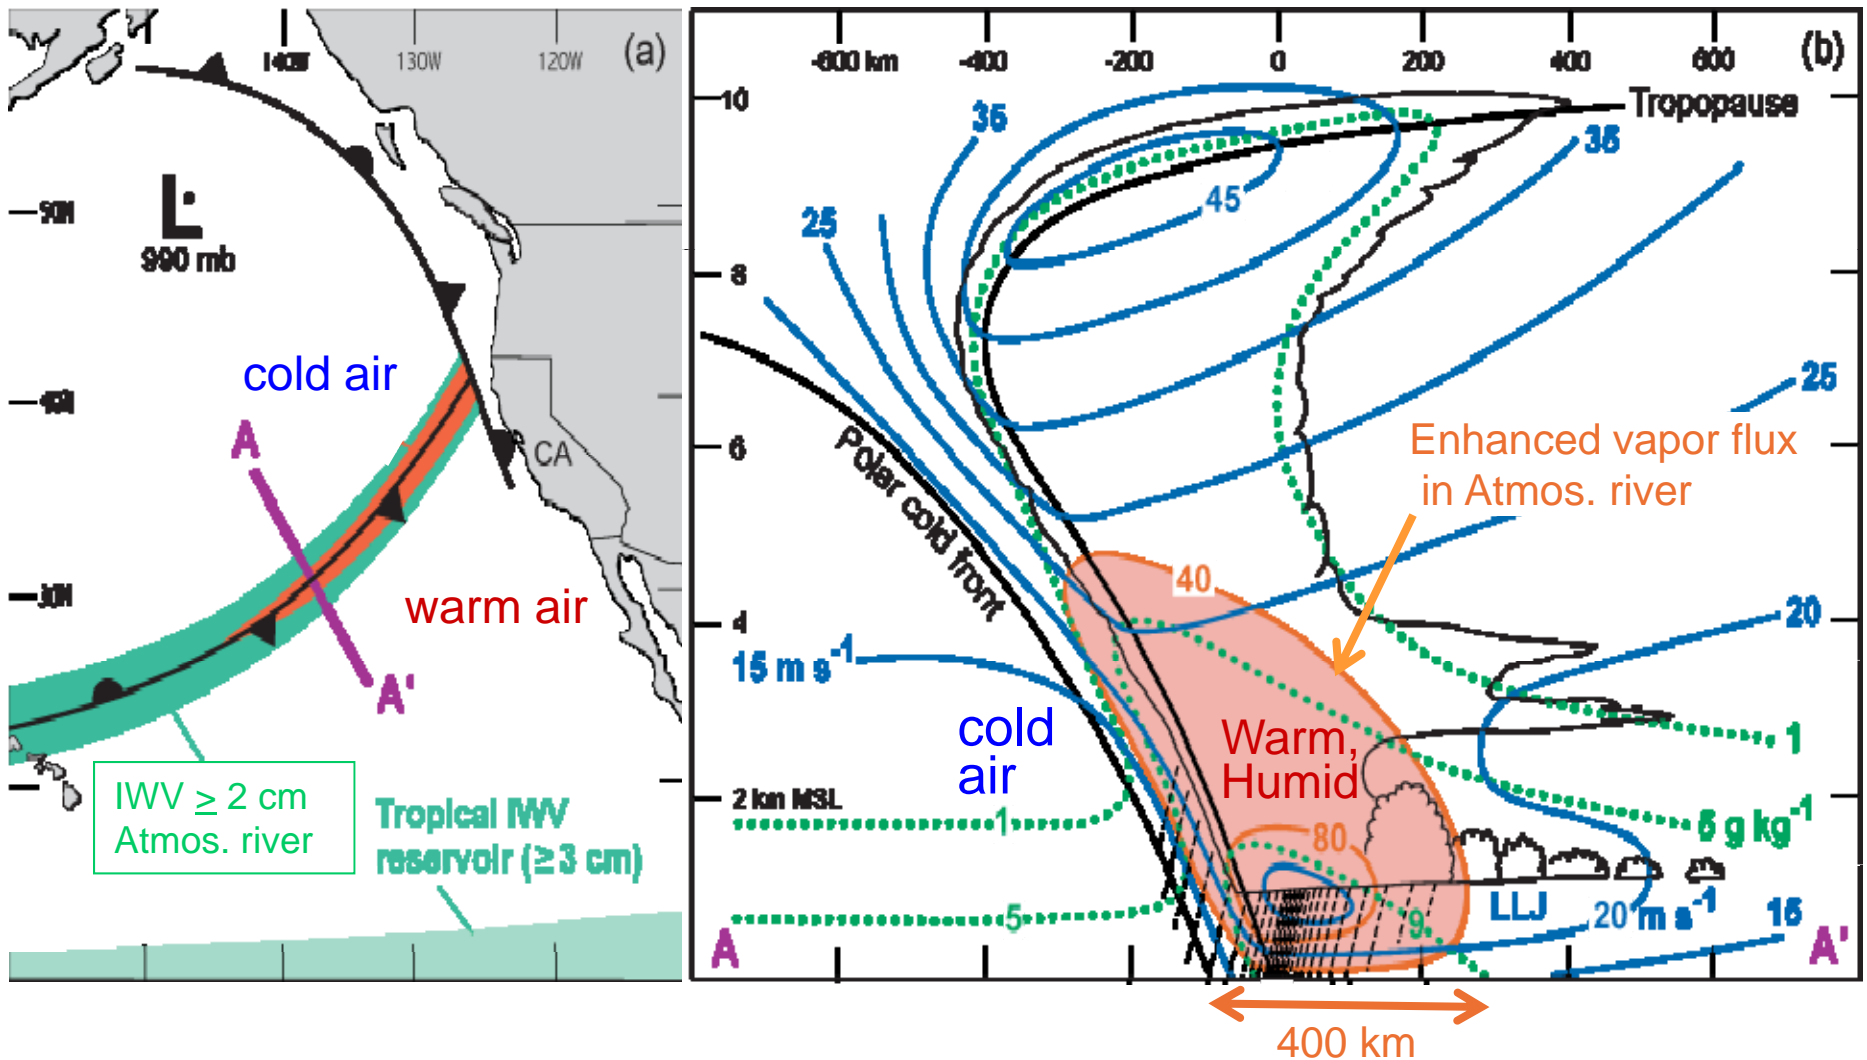 140W
130W
120W
(a)
50N
L
990 mb
cold air
40N
A
CA
30N
warm air
A'
IWV ≥ 2 cm
Atmos. river
Tropical IWV
reservoir (≥3 cm)
-600 km
-400
-200
0
200
400
600
(b)
10
Tropopause
35
35
45
25
8
25
6
Polar cold front
Enhanced vapor flux
in Atmos. river
40
4
20
15 m s-1
cold
air
Warm,
Humid
1
2 km MSL
1
5 g kg-1
80
5
9
LLJ
20 m s-1
15
A
A'
400 km